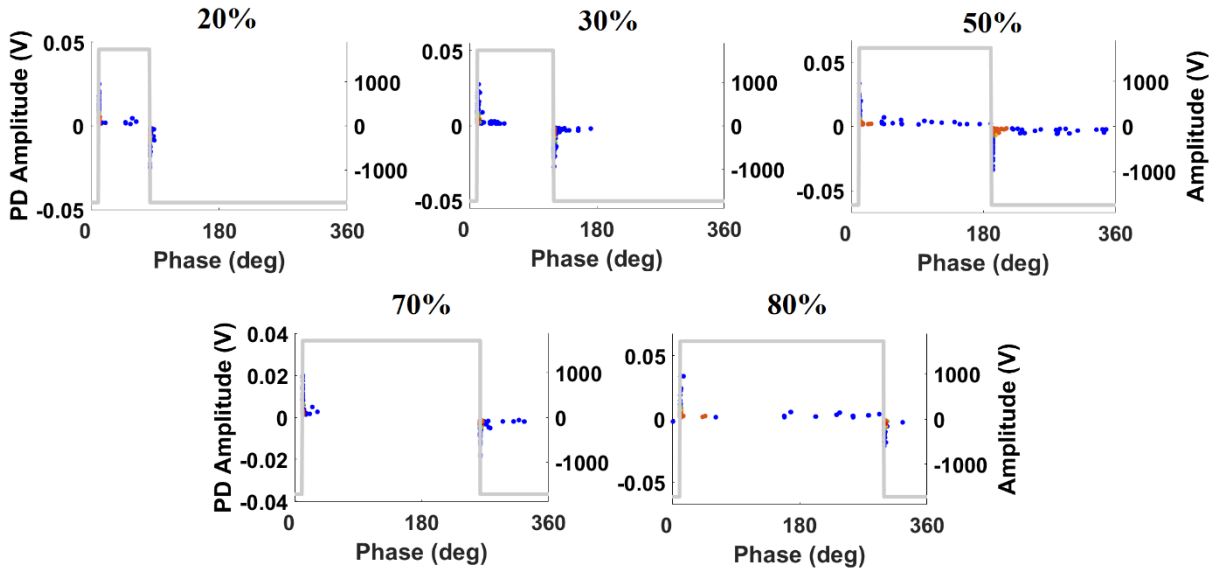 20% 30% 50%
0.05 0.05
1000 1000 1000
PD Amplitude (V) 0 0 0 0 0 0 Amplitude (V)
-1000 -1000 -1000
-0.05 -0.05 -0.05
0 180 360 0 180 360 0 180 360
Phase (deg) Phase (deg) Phase (deg)
70% 80%
0.04
0.05
1000 1000
0.02
PD Amplitude (V) 0 0 0 0 Amplitude (V)
-0.02
-1000 -1000
-0.04 -0.05
0 180 360 0 180 360
Phase (deg) Phase (deg)